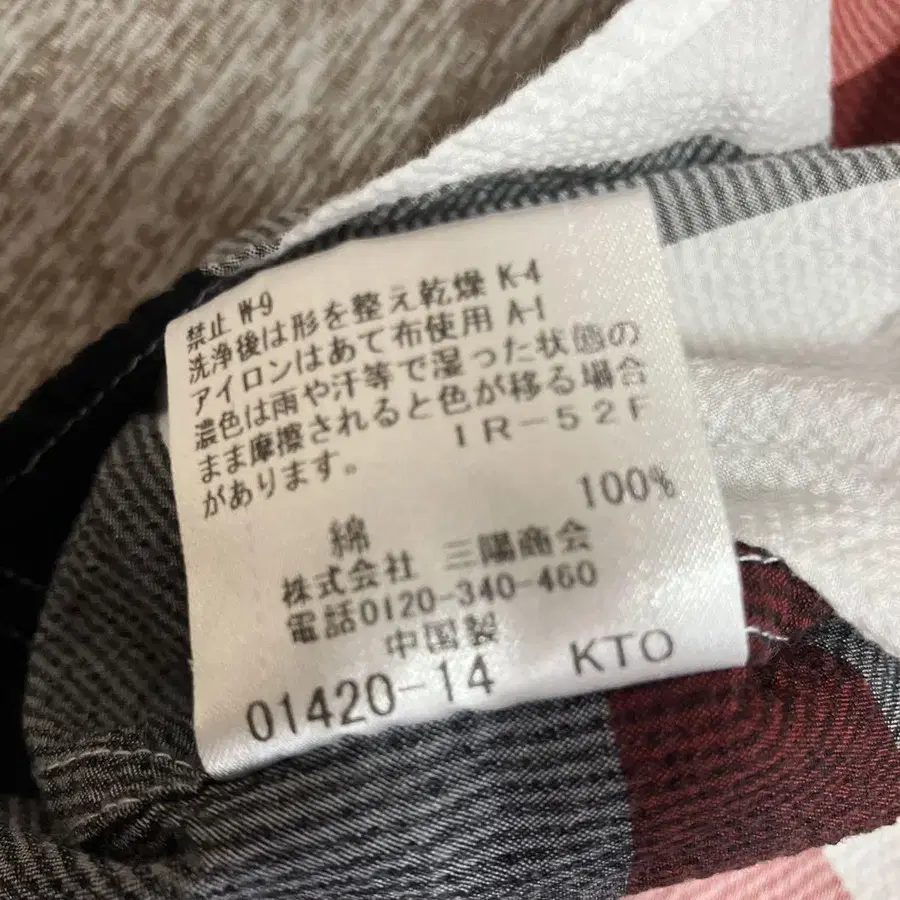 禁止 W-9
洗浄後は形を整え乾燥 K-4
アイロンはあて布使用 A-1
濃色は雨や汗等で湿った状態の
まま摩擦されると色が移る場合
があります。 IR-52F
綿 100%
株式会社 三陽商会
電話0120-340-460
中国製
01420-14 KTO